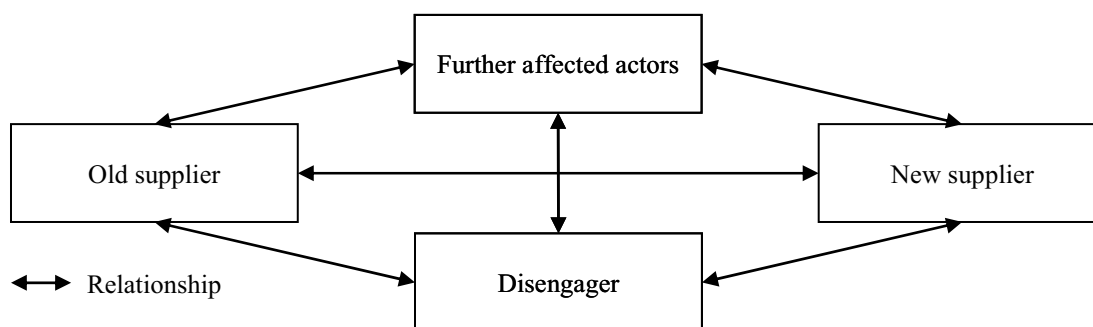 Further affected actors
Old supplier
New supplier
Disengager
Relationship